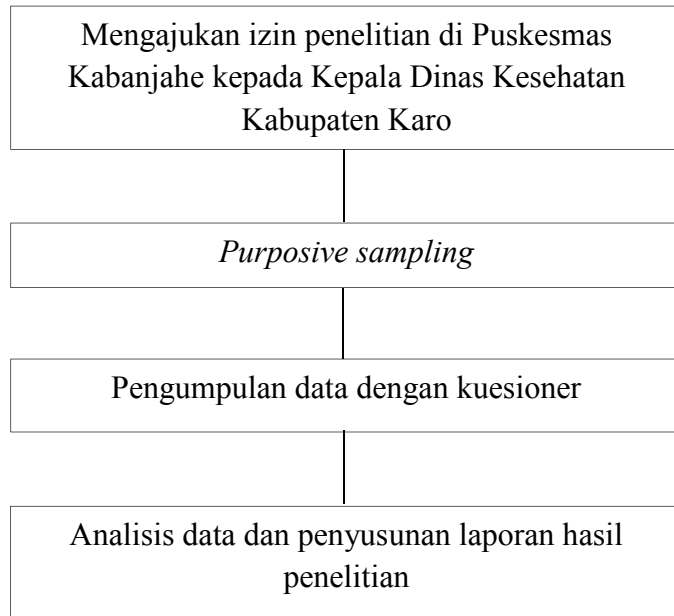 Mengajukan izin penelitian di Puskesmas
Kabanjahe kepada Kepala Dinas Kesehatan
Kabupaten Karo
Purposive sampling
Pengumpulan data dengan kuesioner
Analisis data dan penyusunan laporan hasil
penelitian